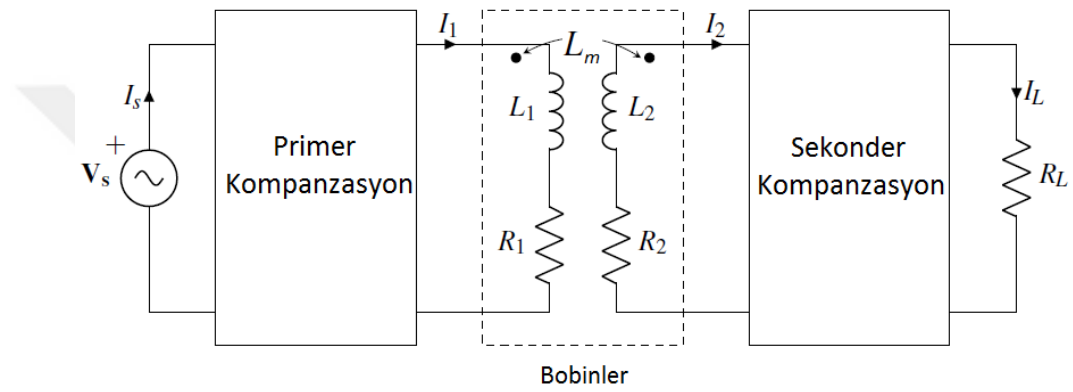 I1
Lm
I2
Is
L1
L2
IL
+
Vs
Primer
Kompanzasyon
Sekonder
Kompanzasyon
RL
R1
R2
Bobinler